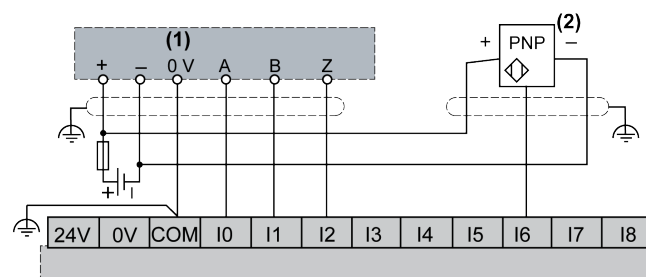 (1)
+ – 0 V A B Z
(2)
+ PNP –
+ –
24V 0V COM I0 I1 I2 I3 I4 I5 I6 I7 I8